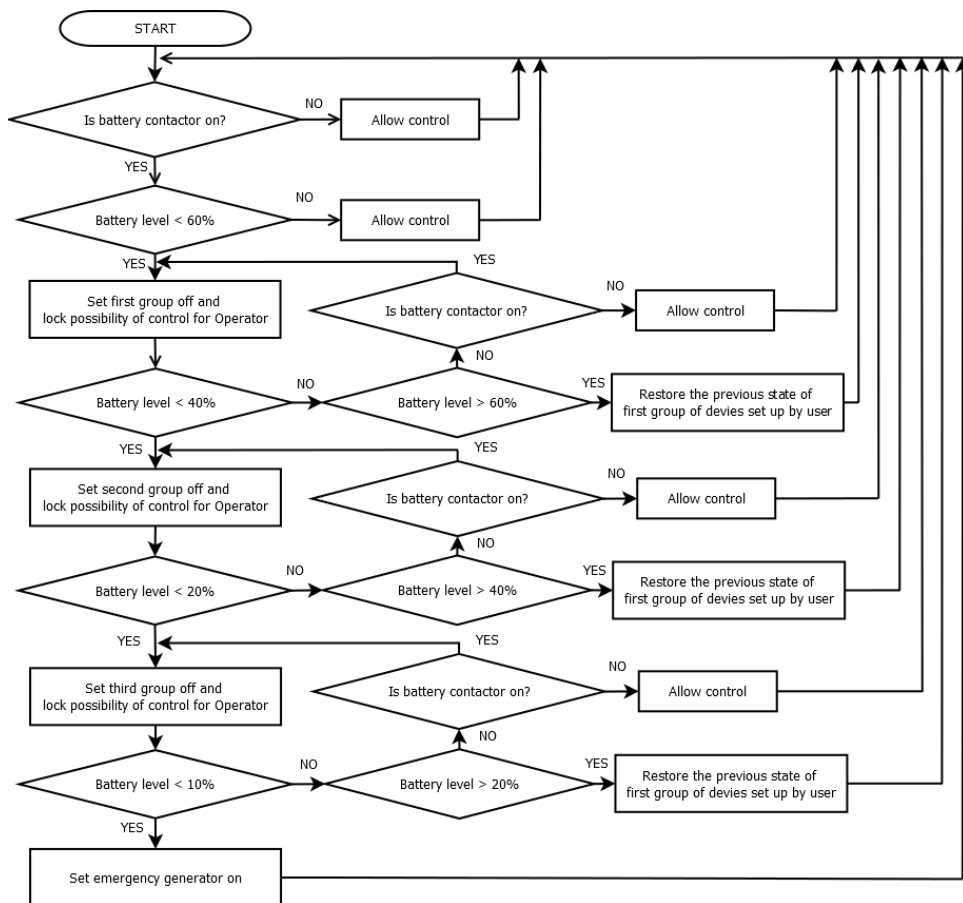 START
Is battery contactor on?
NO
Allow control
YES
Battery level < 60%
NO
Allow control
YES
YES
Set first group off and
lock possibility of control for Operator
Is battery contactor on?
NO
Allow control
NO
Battery level < 40%
NO
Battery level > 60%
YES
Restore the previous state of
first group of devies set up by user
YES
YES
Set second group off and
lock possibility of control for Operator
Is battery contactor on?
NO
Allow control
NO
Battery level < 20%
NO
Battery level > 40%
YES
Restore the previous state of
first group of devies set up by user
YES
YES
Set third group off and
lock possibility of control for Operator
Is battery contactor on?
NO
Allow control
NO
Battery level < 10%
NO
Battery level > 20%
YES
Restore the previous state of
first group of devies set up by user
YES
Set emergency generator on